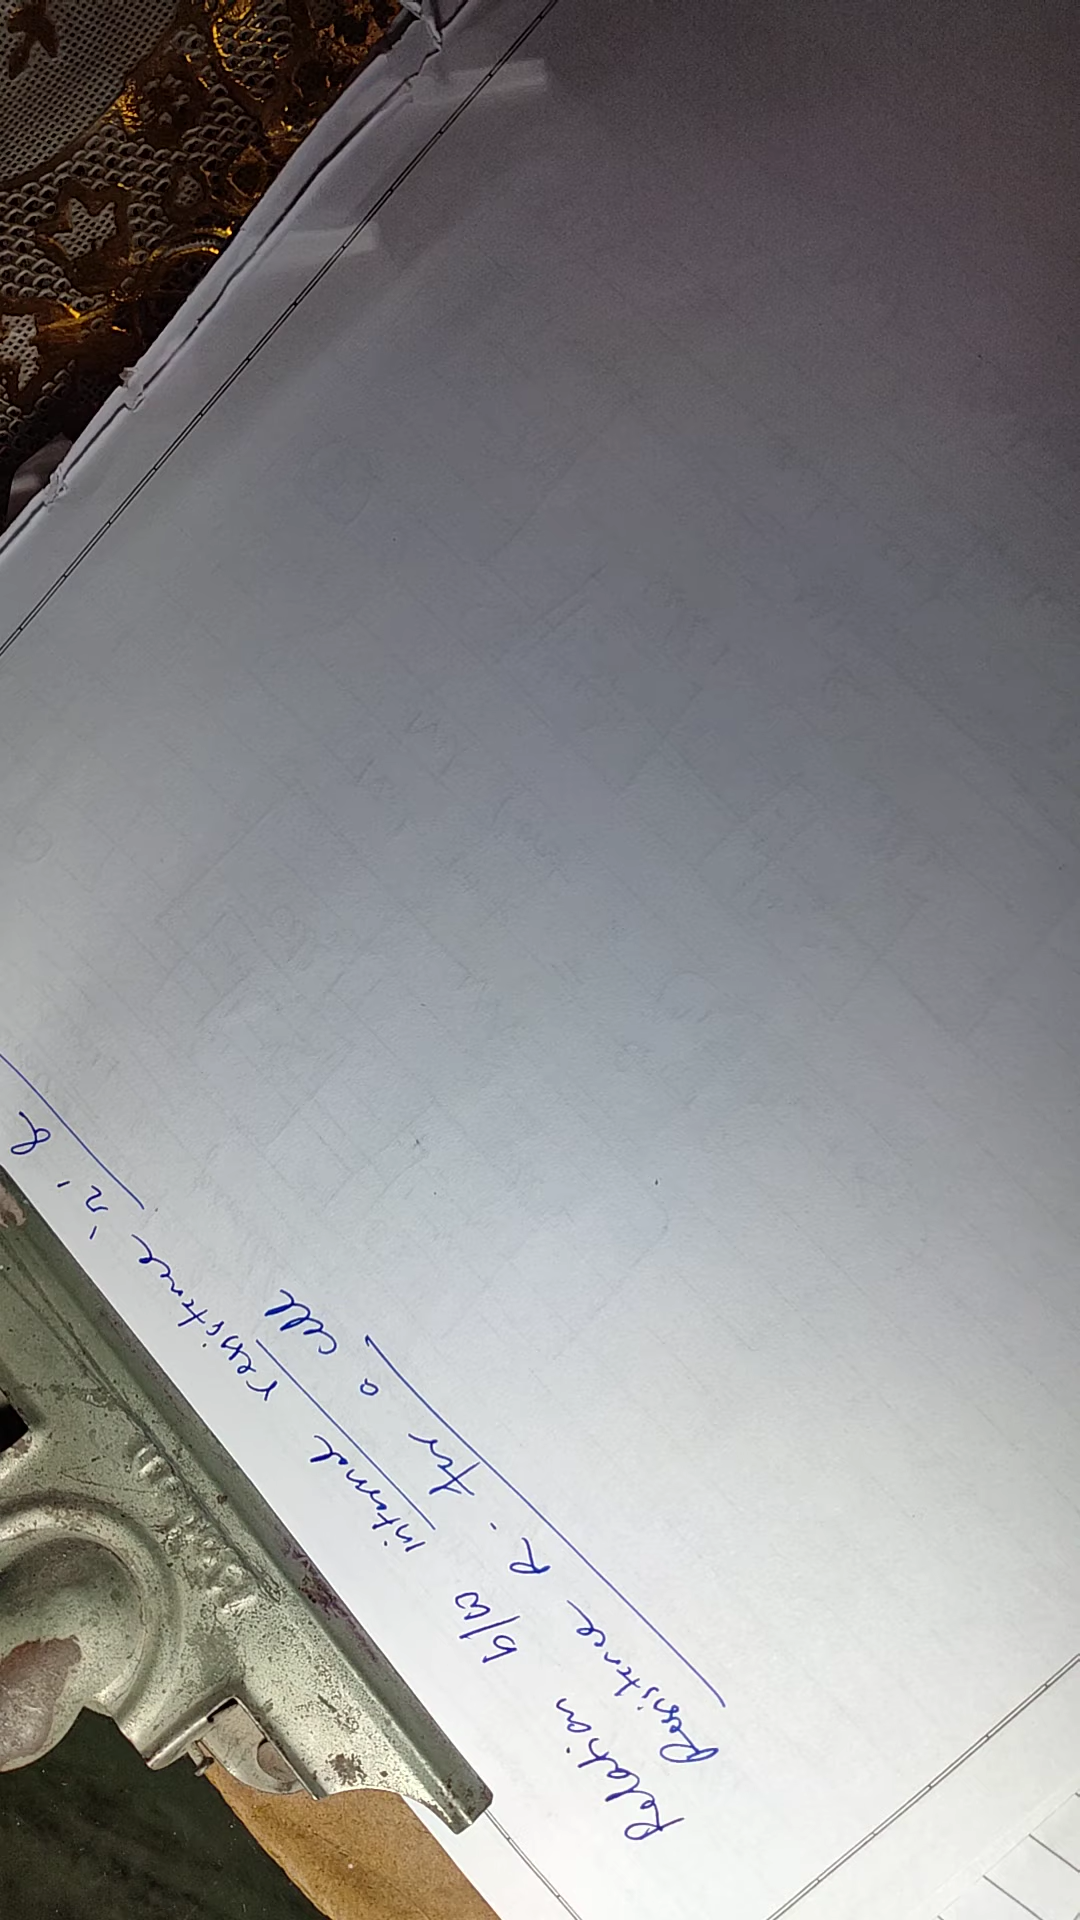 Relation b/w internal resistance 'r' &
Resistance R. for a cell